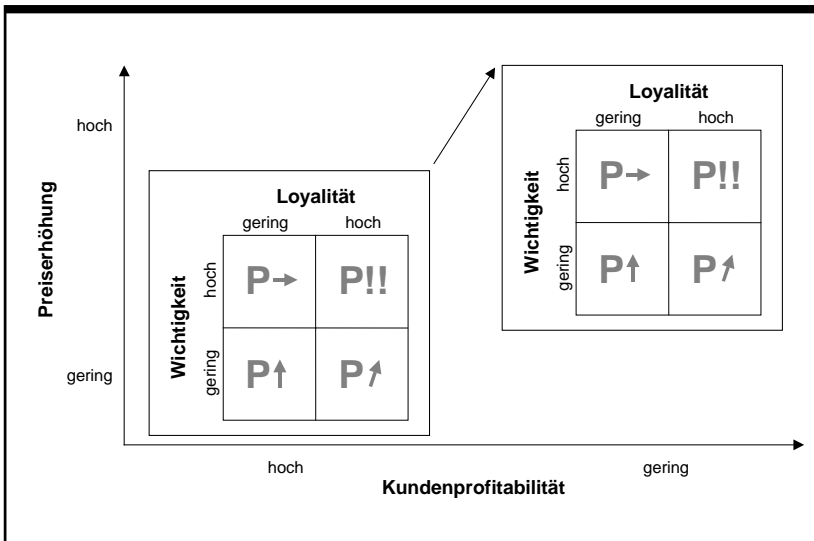 Loyalität
gering hoch
hoch
Wichtigkeit
hoch
P P!!
gering
P P
Preiserhöhung
Loyalität
gering hoch
Wichtigkeit
hoch
P P!!
gering
P P
gering
hoch gering
Kundenprofitabilität